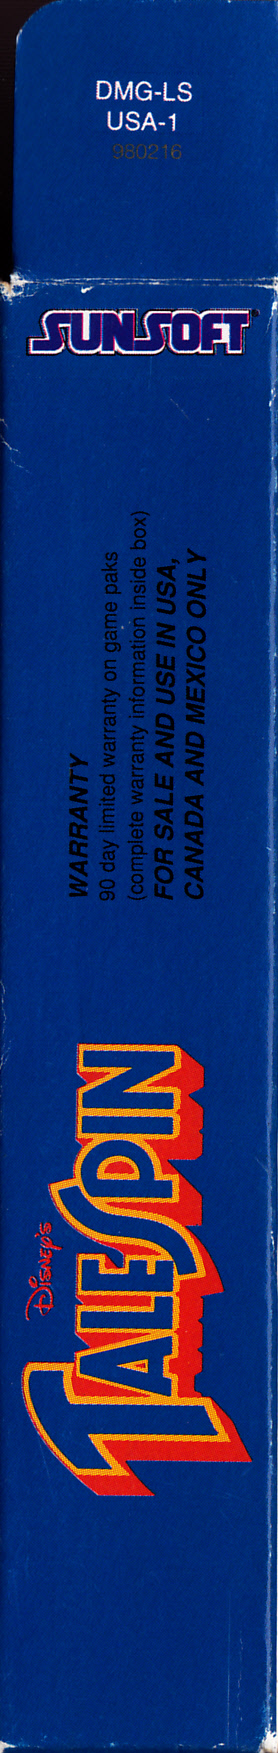 DMG-LS
USA-1
980216
SUNSOFT
WARRANTY
90 day limited warranty on game paks
(complete warranty information inside box)
FOR SALE AND USE IN USA,
CANADA AND MEXICO ONLY
DISNEY'S
TALESPIN